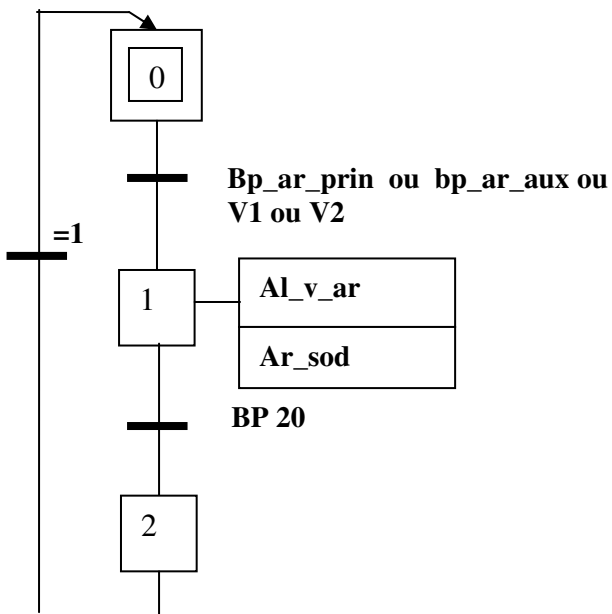 0
Bp_ar_prin ou bp_ar_aux ou
V1 ou V2
=1
1
Al_v_ar
Ar_sod
BP 20
2